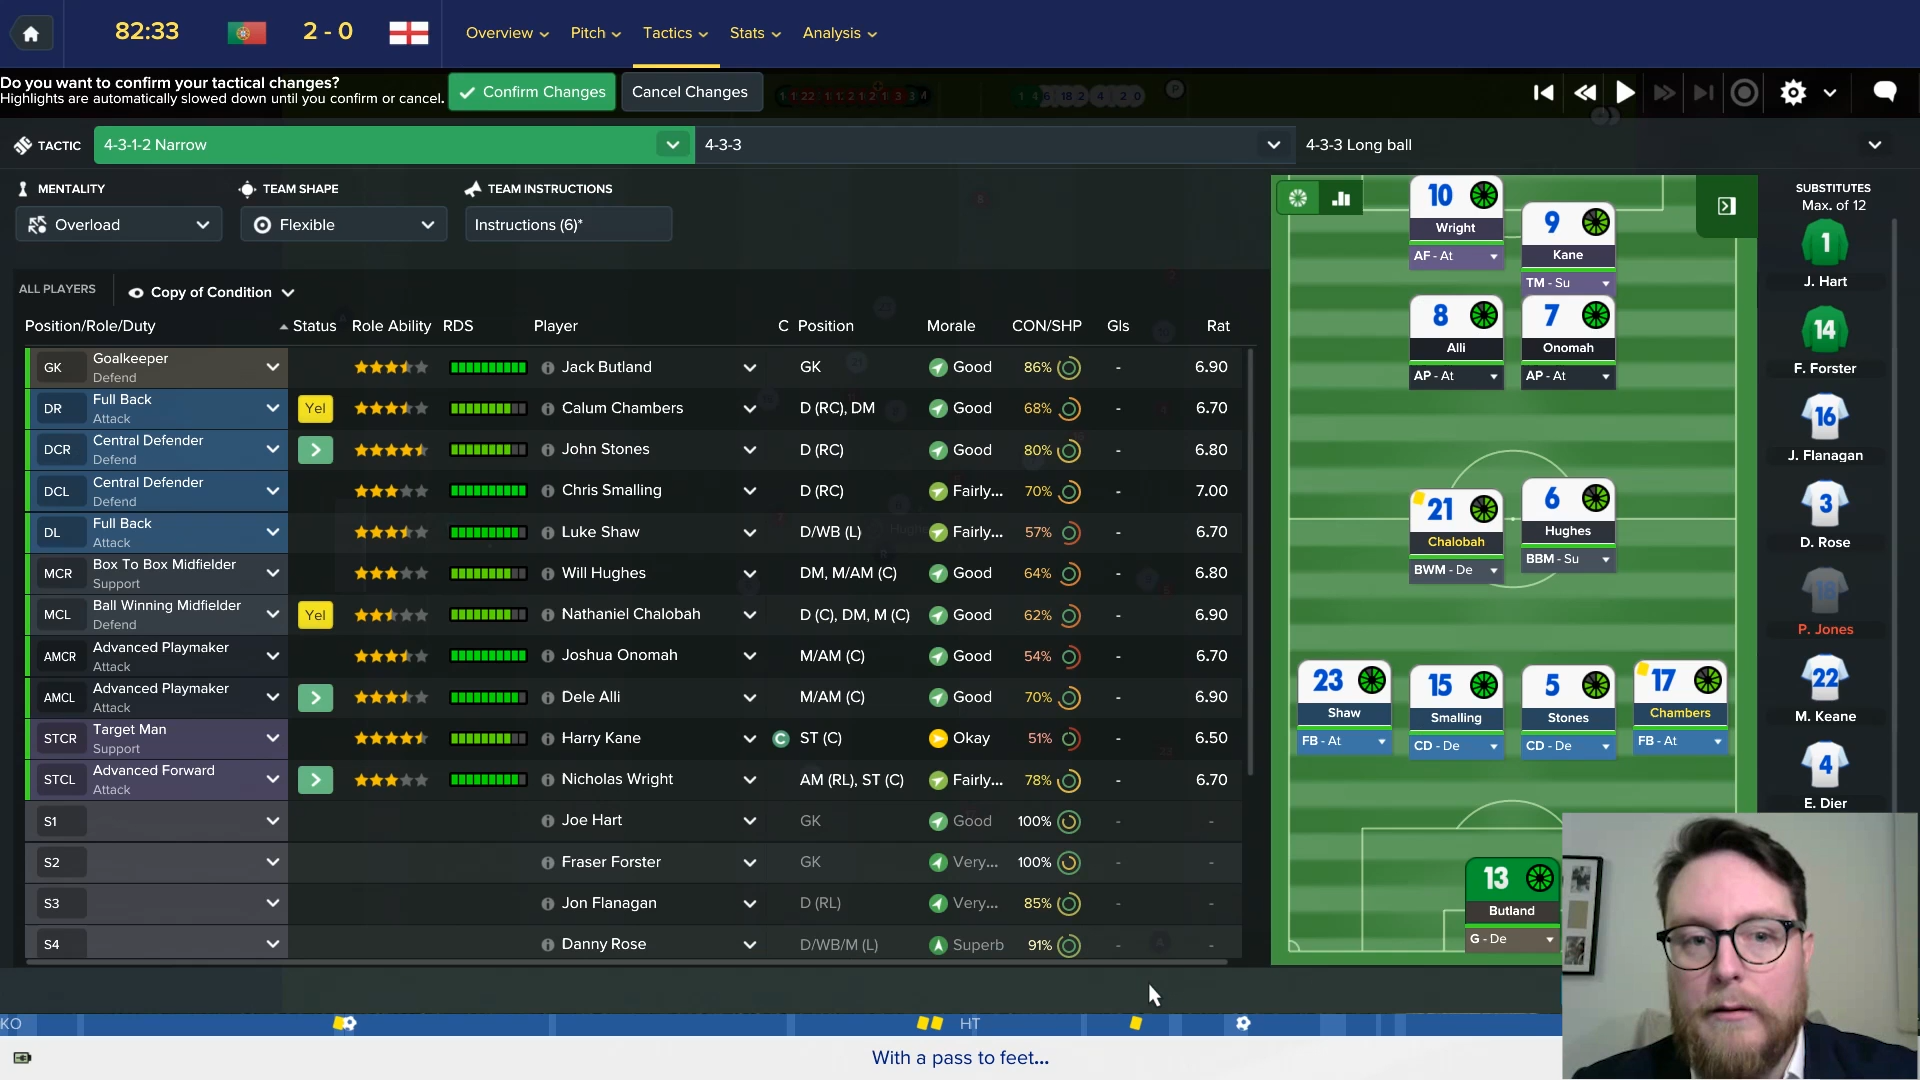 82:33
2 - 0
Overview
Pitch
Tactics
Stats
Analysis
Do you want to confirm your tactical changes?
Highlights are automatically slowed down until you confirm or cancel.
Confirm Changes
Cancel Changes
TACTIC
4-3-1-2 Narrow
4-3-3
4-3-3 Long ball
MENTALITY
TEAM SHAPE
TEAM INSTRUCTIONS
Overload
Flexible
Instructions (6)*
ALL PLAYERS
Copy of Condition
Position/Role/Duty Status Role Ability RDS Player C Position Morale CON/SHP Gls Rat
GK Goalkeeper Defend Jack Butland GK Good 86% - 6.90
DR Full Back Attack Yel Calum Chambers D (RC), DM Good 68% - 6.70
DCR Central Defender Defend John Stones D (RC) Good 80% - 6.80
DCL Central Defender Defend Chris Smalling D (RC) Fairly... 70% - 7.00
DL Full Back Attack Luke Shaw D/WB (L) Fairly... 57% - 6.70
MCR Box To Box Midfielder Support Will Hughes DM, M/AM (C) Good 64% - 6.80
MCL Ball Winning Midfielder Defend Yel Nathaniel Chalobah D (C), DM, M (C) Good 62% - 6.90
AMCR Advanced Playmaker Attack Joshua Onomah M/AM (C) Good 54% - 6.70
AMCL Advanced Playmaker Attack Dele Alli M/AM (C) Good 70% - 6.90
STCR Target Man Support Harry Kane C ST (C) Okay 51% - 6.50
STCL Advanced Forward Attack Nicholas Wright AM (RL), ST (C) Fairly... 78% - 6.70
S1 Joe Hart GK Good 100% - -
S2 Fraser Forster GK Very... 100% - -
S3 Jon Flanagan D (RL) Very... 85% - -
S4 Danny Rose D/WB/M (L) Superb 91% - -
10
Wright
AF - At
9
Kane
TM - Su
8
Alli
AP - At
7
Onomah
AP - At
21
Chalobah
BWM - De
6
Hughes
BBM - Su
23
Shaw
FB - At
15
Smalling
CD - De
5
Stones
CD - De
17
Chambers
FB - At
13
Butland
G - De
SUBSTITUTES
Max. of 12
1
J. Hart
14
F. Forster
16
J. Flanagan
3
D. Rose
18
P. Jones
22
M. Keane
4
E. Dier
KO
HT
With a pass to feet...